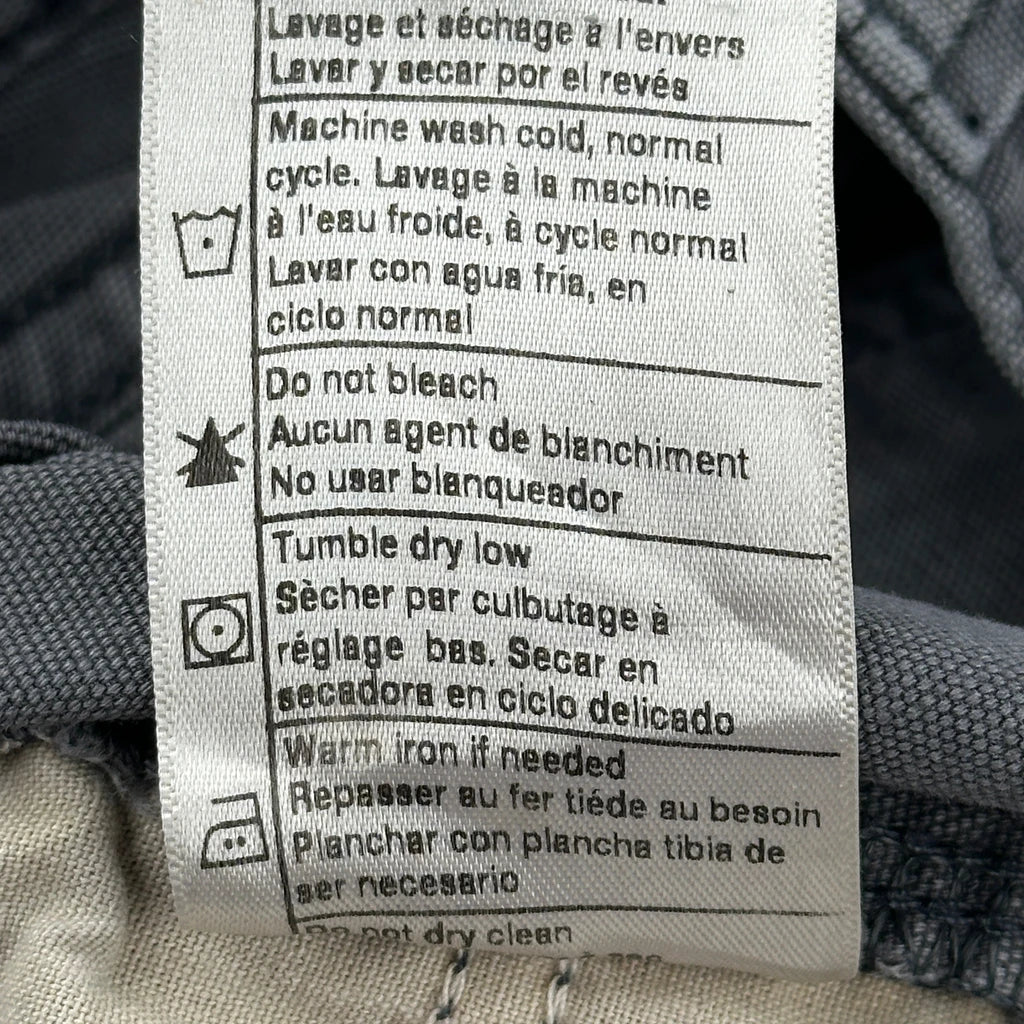 Lavage et séchage à l'envers
Lavar y secar por el revés
Machine wash cold, normal
cycle. Lavage à la machine
à l'eau froide, à cycle normal
Lavar con agua fría, en
ciclo normal
Do not bleach
Aucun agent de blanchiment
No usar blanqueador
Tumble dry low
Sècher par culbutage à
réglage bas. Secar en
secadora en ciclo delicado
Warm iron if needed
Repasser au fer tiéde au besoin
Planchar con plancha tibia de
ser necesario
Do not dry clean